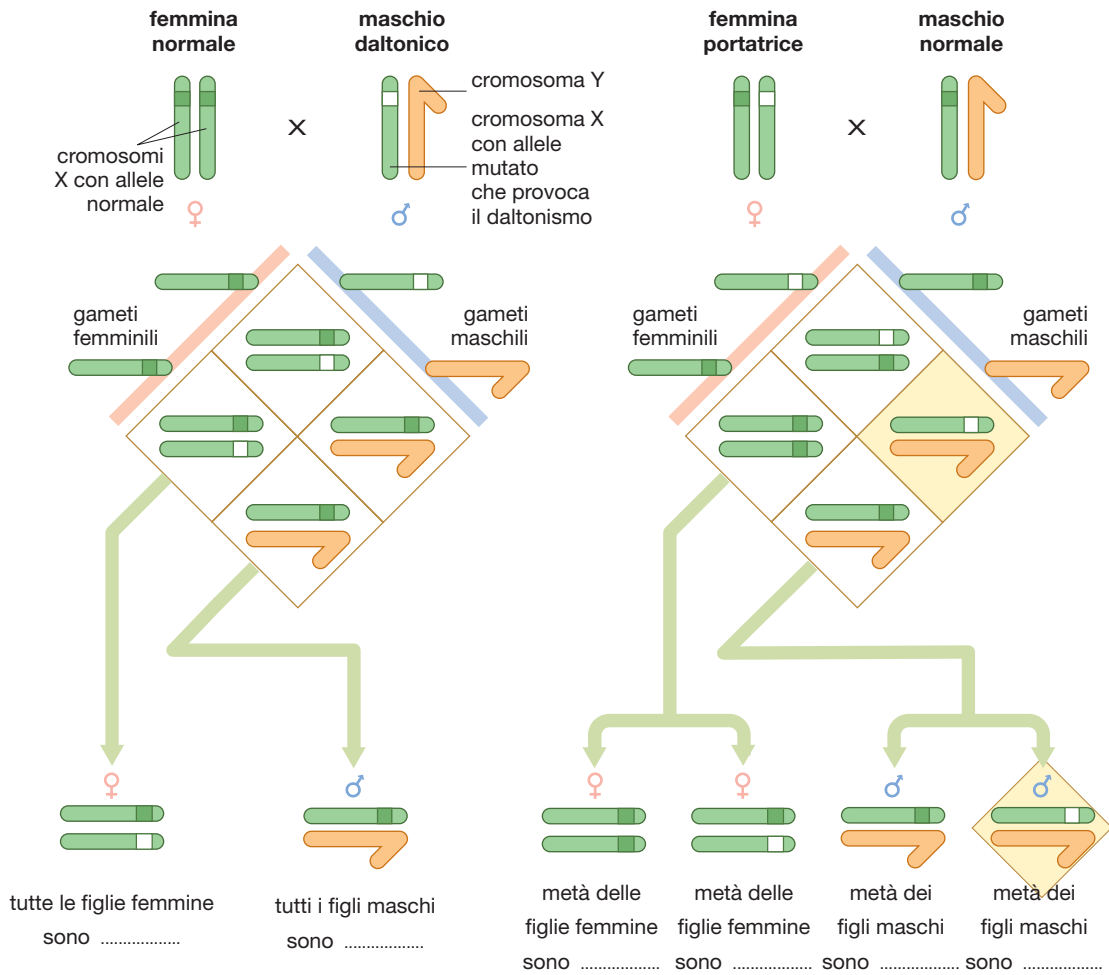 femmina
normale
maschio
daltonico
cromosoma Y
cromosoma X
con allele
mutato
che provoca
il daltonismo
cromosomi
X con allele
normale
x
♀
♂
gameti
femminili
gameti
maschili
♀
♂
tutte le figlie femmine
sono ..................
tutti i figli maschi
sono ..................
femmina
portatrice
maschio
normale
x
♀
♂
gameti
femminili
gameti
maschili
♀
♀
♂
♂
metà delle
figlie femmine
sono ..................
metà delle
figlie femmine
sono ..................
metà dei
figli maschi
sono ..................
metà dei
figli maschi
sono ..................